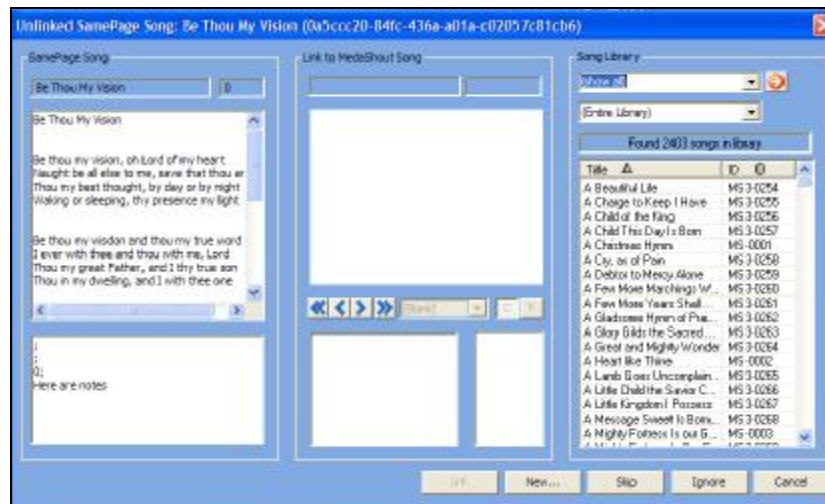 Unlinked SamePage Song: Be Thou My Vision (0a5ccc20-84fc-436a-a01a-c02057c81cb6)
SamePage Song
Be Thou My Vision
0
Be Thou My Vision
Be thou my vision, oh Lord of my heart
Naught be all else to me, save that thou ar
Thou my best thought, by day or by night
Waking or sleeping, thy presence my light
Be thou my wisdon and thou my true word
I ever with thee and thou with me, Lord
Thou my great Father, and I thy true son
Thou in my dwelling, and I with thee one
;
;
0;
Here are notes
Link to MediaShout Song
Song Library
(show all)
(Entire Library)
Found 2403 songs in library
Title ID
A Beautiful Life MS3-0254
A Charge to Keep I Have MS3-0255
A Child of the King MS3-0256
A Child This Day Is Born MS3-0257
A Christmas Hymn MS-0001
A Cry, as of Pain MS3-0258
A Debtor to Mercy Alone MS3-0259
A Few More Marchings W... MS3-0260
A Few More Years Shall... MS3-0261
A Gladsome Hymn of Prai... MS3-0262
A Glory Gilds the Sacred... MS3-0263
A Great and Mighty Wonder MS3-0264
A Heart like Thine MS-0002
A Lamb Goes Uncomplain... MS3-0265
A Little Child the Savior C... MS3-0266
A Little Kingdom I Possess MS3-0267
A Message Sweet Is Born... MS3-0268
A Mighty Fortress Is our G... MS-0003
Link New... Skip Ignore Cancel